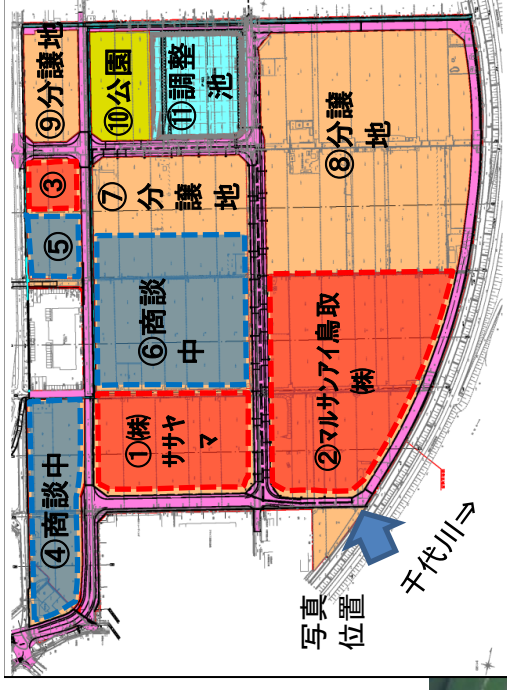 ⑨分譲地
⑩公園
⑪調整
池
③
⑤
⑦
分
譲
地
⑧分譲
地
⑥商談
中
④商談中
①㈱
ササヤ
マ
②マルサンアイ鳥取
㈱
写真
位置
千代川⇒